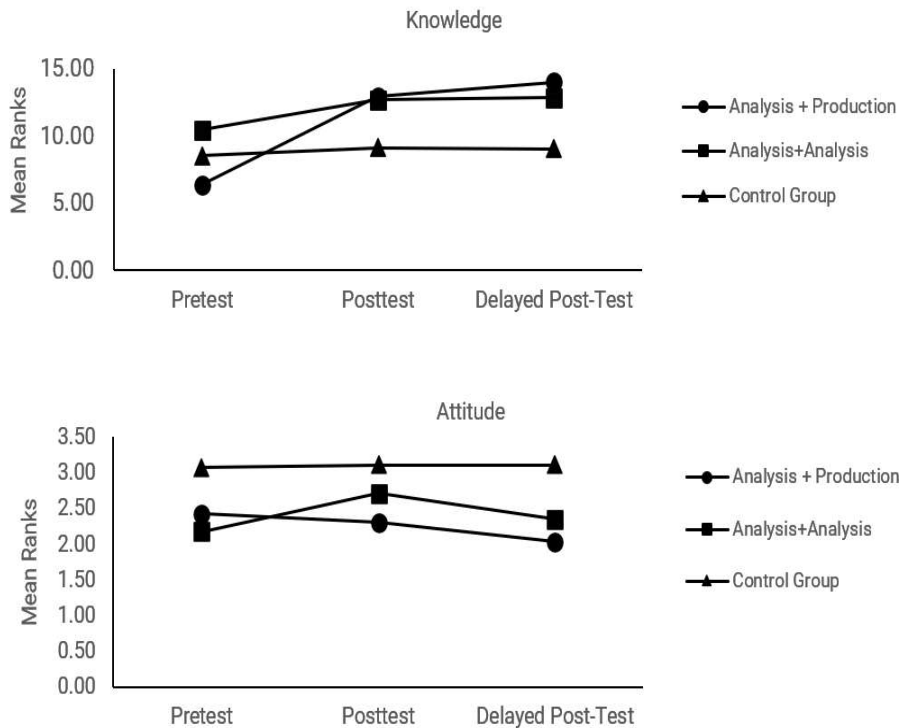 Knowledge
Mean Ranks
15.00
10.00
5.00
0.00
Pretest
Posttest
Delayed Post-Test
Analysis + Production
Analysis+Analysis
Control Group
Attitude
Mean Ranks
3.50
3.00
2.50
2.00
1.50
1.00
0.50
0.00
Pretest
Posttest
Delayed Post-Test
Analysis + Production
Analysis+Analysis
Control Group